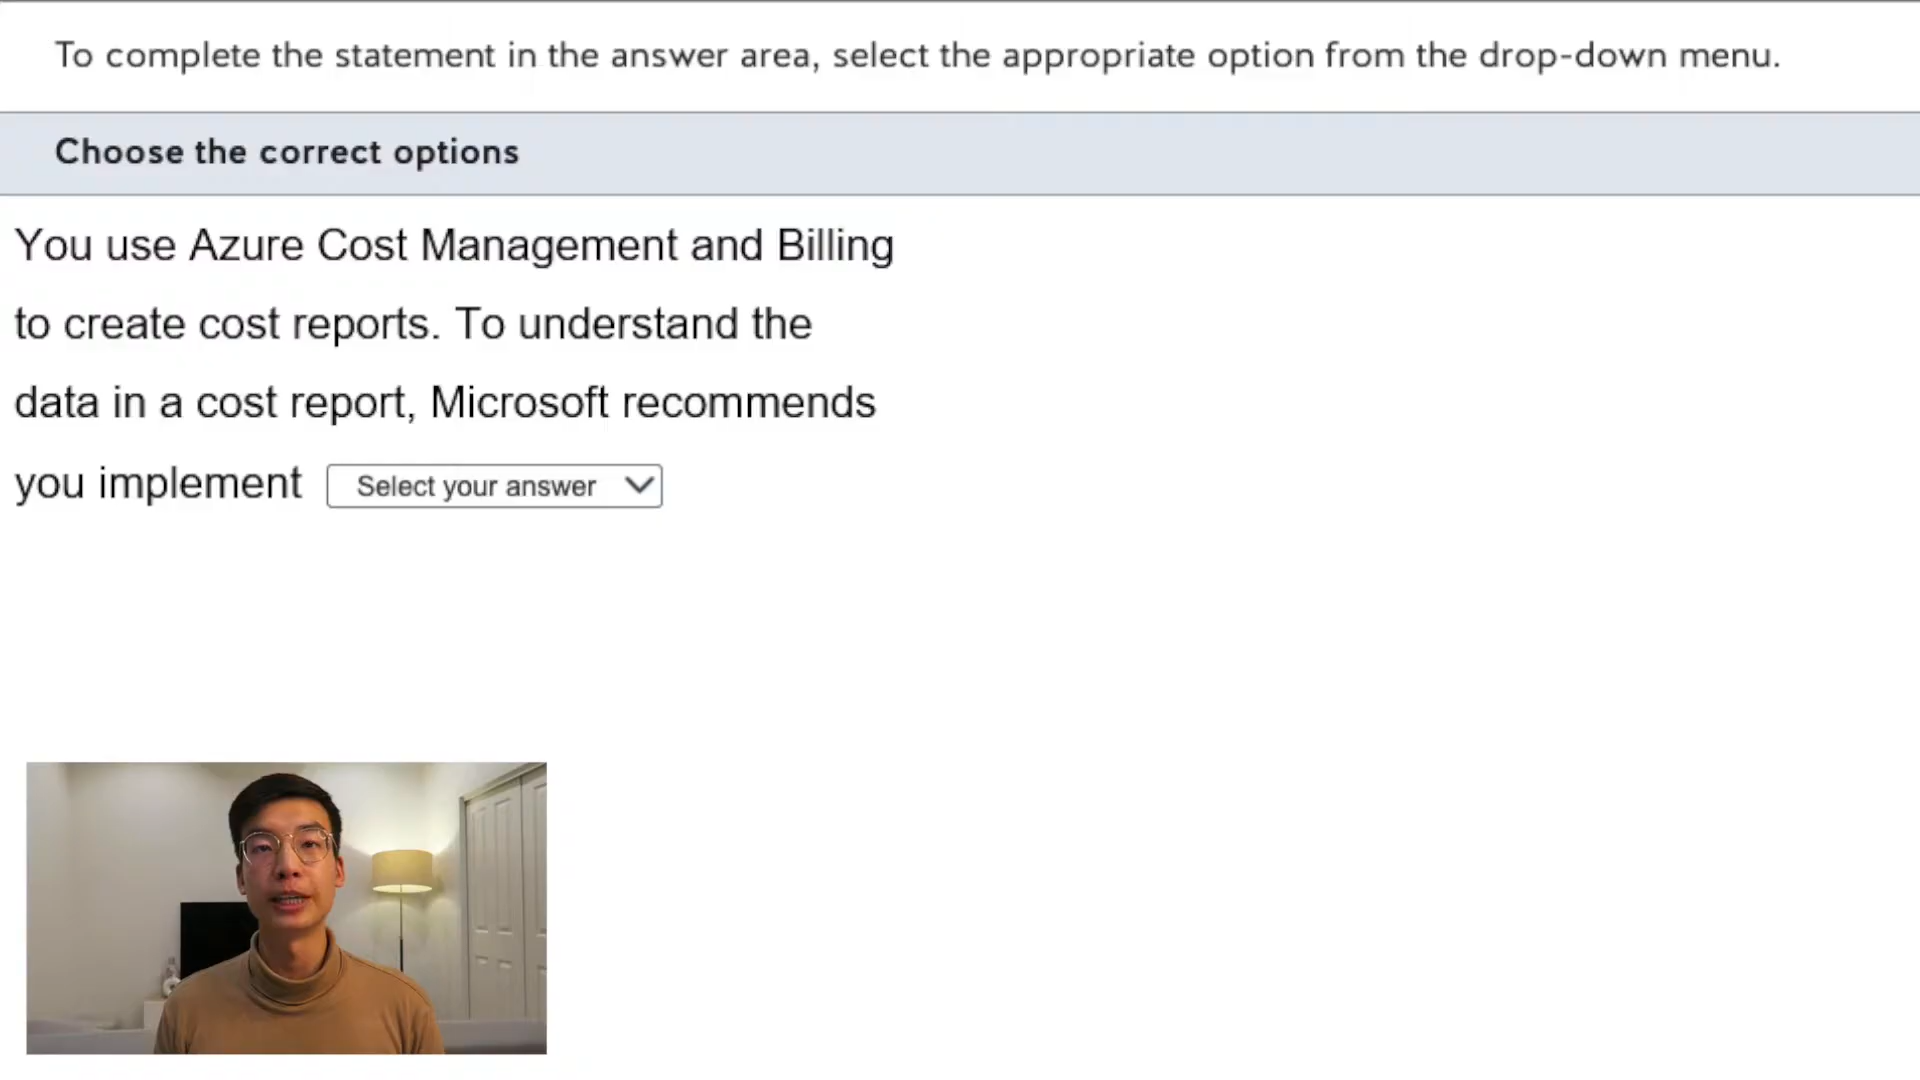 To complete the statement in the answer area, select the appropriate option from the drop-down menu.
Choose the correct options
You use Azure Cost Management and Billing
to create cost reports. To understand the
data in a cost report, Microsoft recommends
you implement Select your answer